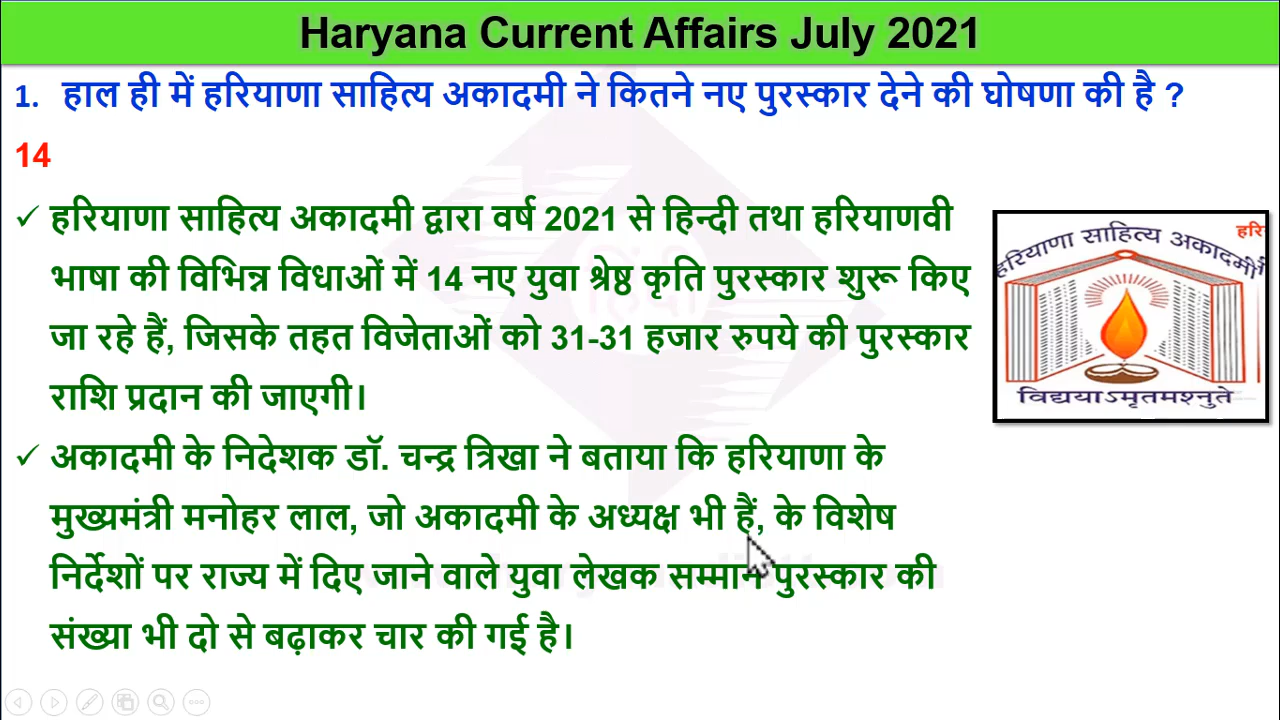 Haryana Current Affairs July 2021
1. हाल ही में हरियाणा साहित्य अकादमी ने कितने नए पुरस्कार देने की घोषणा की है ?
14
✓ हरियाणा साहित्य अकादमी द्वारा वर्ष 2021 से हिन्दी तथा हरियाणवी
भाषा की विभिन्न विधाओं में 14 नए युवा श्रेष्ठ कृति पुरस्कार शुरू किए
जा रहे हैं, जिसके तहत विजेताओं को 31-31 हजार रुपये की पुरस्कार
राशि प्रदान की जाएगी।
✓ अकादमी के निदेशक डॉ. चन्द्र त्रिखा ने बताया कि हरियाणा के
मुख्यमंत्री मनोहर लाल, जो अकादमी के अध्यक्ष भी हैं, के विशेष
निर्देशों पर राज्य में दिए जाने वाले युवा लेखक सम्मान पुरस्कार की
संख्या भी दो से बढ़ाकर चार की गई है।
हरि
हरियाणा साहित्य अकादमी
विद्ययाऽमृतमश्नुते
हिंदी